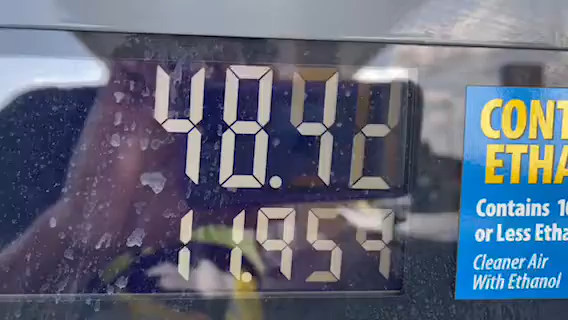 48.42
11.959
CONT
ETHA
Contains 10
or Less Etha
Cleaner Air
With Ethanol